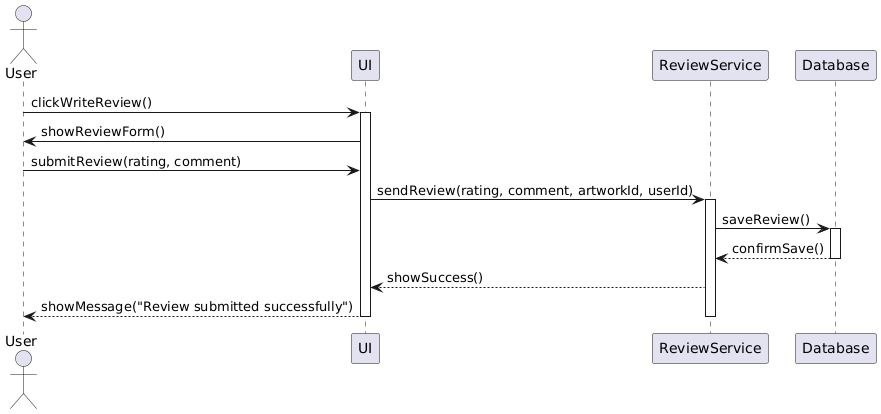 User
UI
ReviewService
Database
clickWriteReview()
showReviewForm()
submitReview(rating, comment)
sendReview(rating, comment, artworkId, userId)
saveReview()
confirmSave()
showSuccess()
showMessage("Review submitted successfully")
User
UI
ReviewService
Database